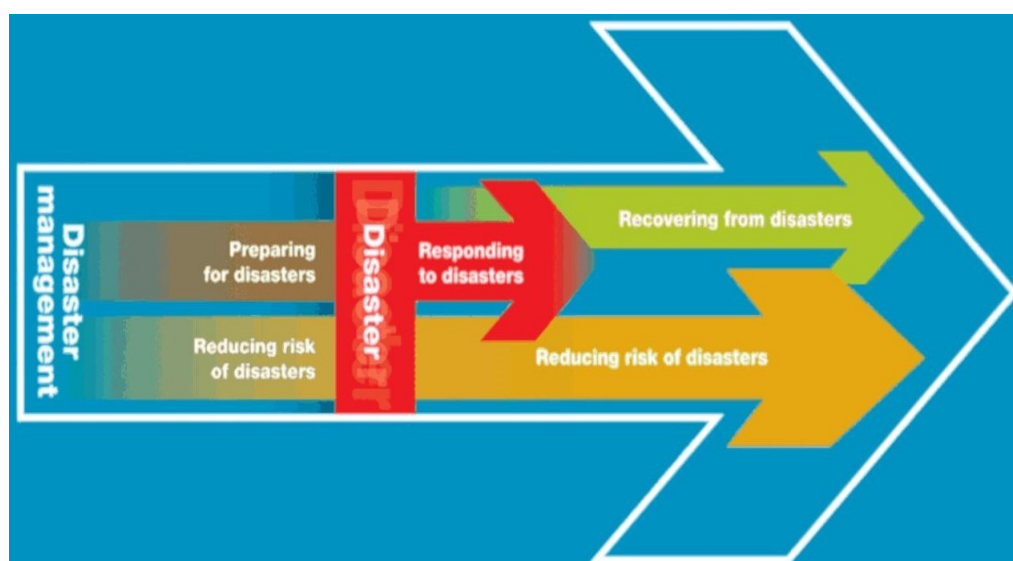 Disaster
management
Preparing
for disasters
Reducing risk
of disasters
Disaster
Responding
to disasters
Recovering from disasters
Reducing risk of disasters